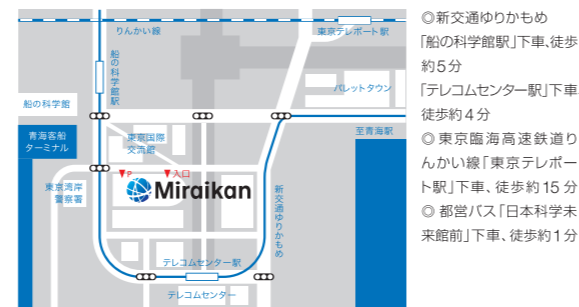 りんかい線
東京テレポート駅
船の科学館駅
パレットタウン
船の科学館
青海客船
ターミナル
東京国際
交流館
至青海駅
P
入口
Miraikan
東京湾岸
警察署
新交通ゆりかもめ
テレコムセンター駅
テレコムセンター
◎新交通ゆりかもめ
「船の科学館駅」下車、徒歩
約5分
「テレコムセンター駅」下車
徒歩約4分
◎東京臨海高速鉄道り
んかい線「東京テレポー
ト駅」下車、徒歩約15分
◎都営バス「日本科学未
来館前」下車、徒歩約1分